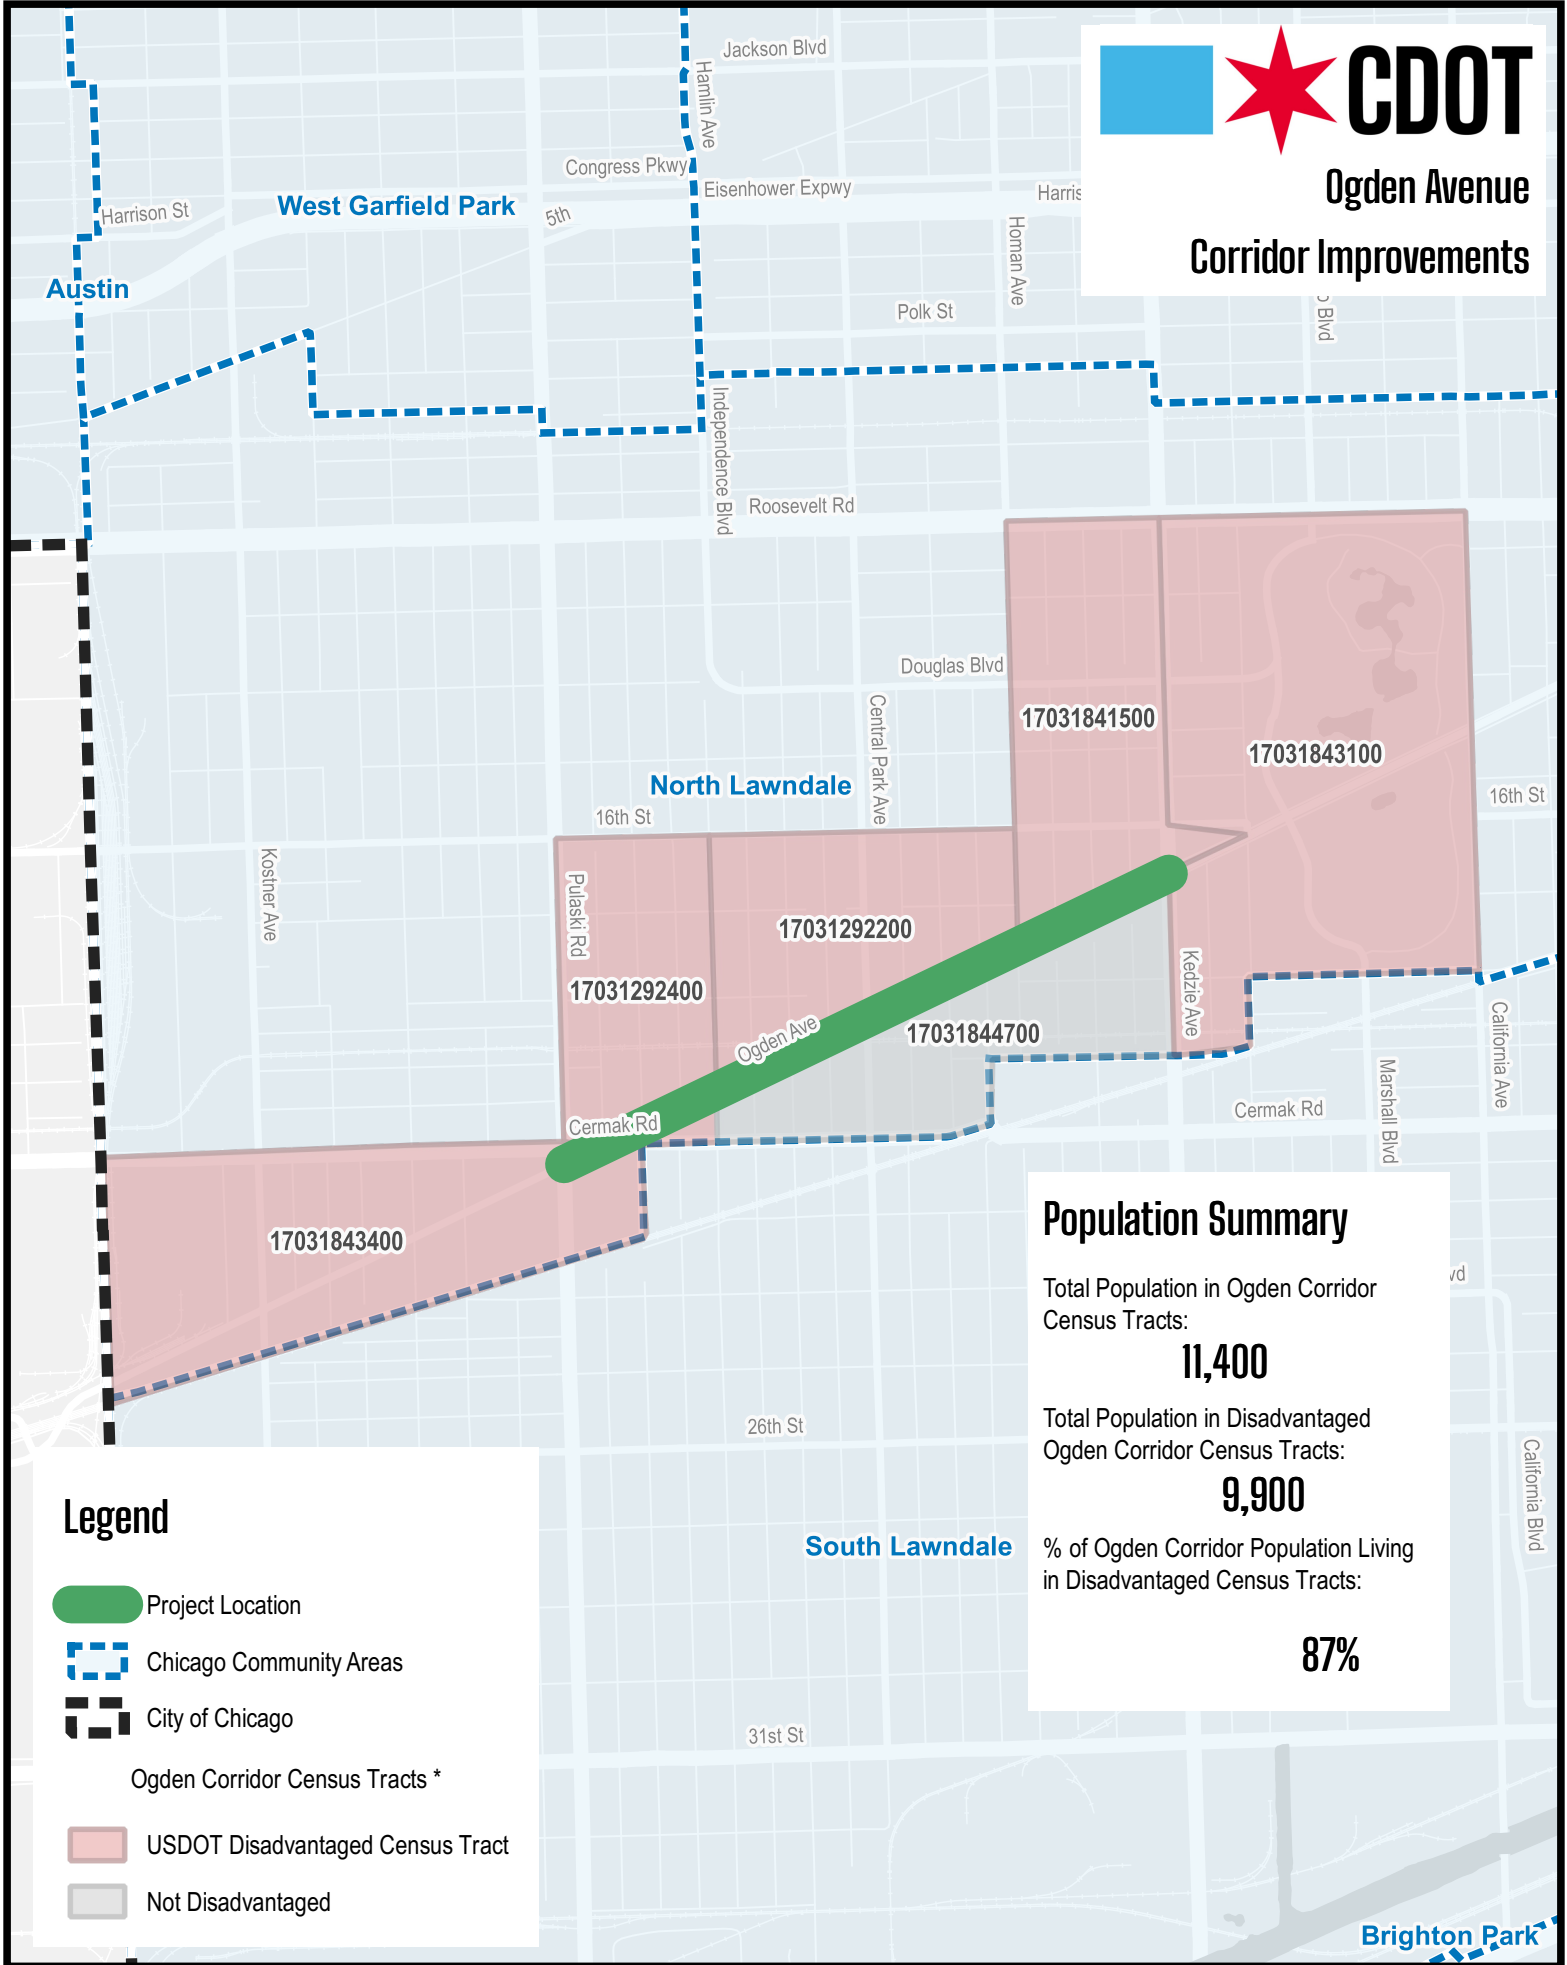 CDOT
Ogden Avenue
Corridor Improvements
Jackson Blvd
Hamlin Ave
Congress Pkwy
Eisenhower Expwy
Harris
Harrison St
West Garfield Park
5th
Homan Ave
Austin
Polk St
Blvd
Independence Blvd
Roosevelt Rd
Douglas Blvd
Central Park Ave
17031841500
17031843100
North Lawndale
16th St
16th St
Kostner Ave
Pulaski Rd
17031292200
17031292400
Kedzie Ave
Ogden Ave
17031844700
California Ave
Marshall Blvd
Cermak Rd
Cermak Rd
17031843400
Population Summary
Total Population in Ogden Corridor
Census Tracts:
11,400
Total Population in Disadvantaged
Ogden Corridor Census Tracts:
9,900
% of Ogden Corridor Population Living
in Disadvantaged Census Tracts:
87%
vd
26th St
California Blvd
South Lawndale
31st St
Brighton Park
Legend
Project Location
Chicago Community Areas
City of Chicago
Ogden Corridor Census Tracts *
USDOT Disadvantaged Census Tract
Not Disadvantaged